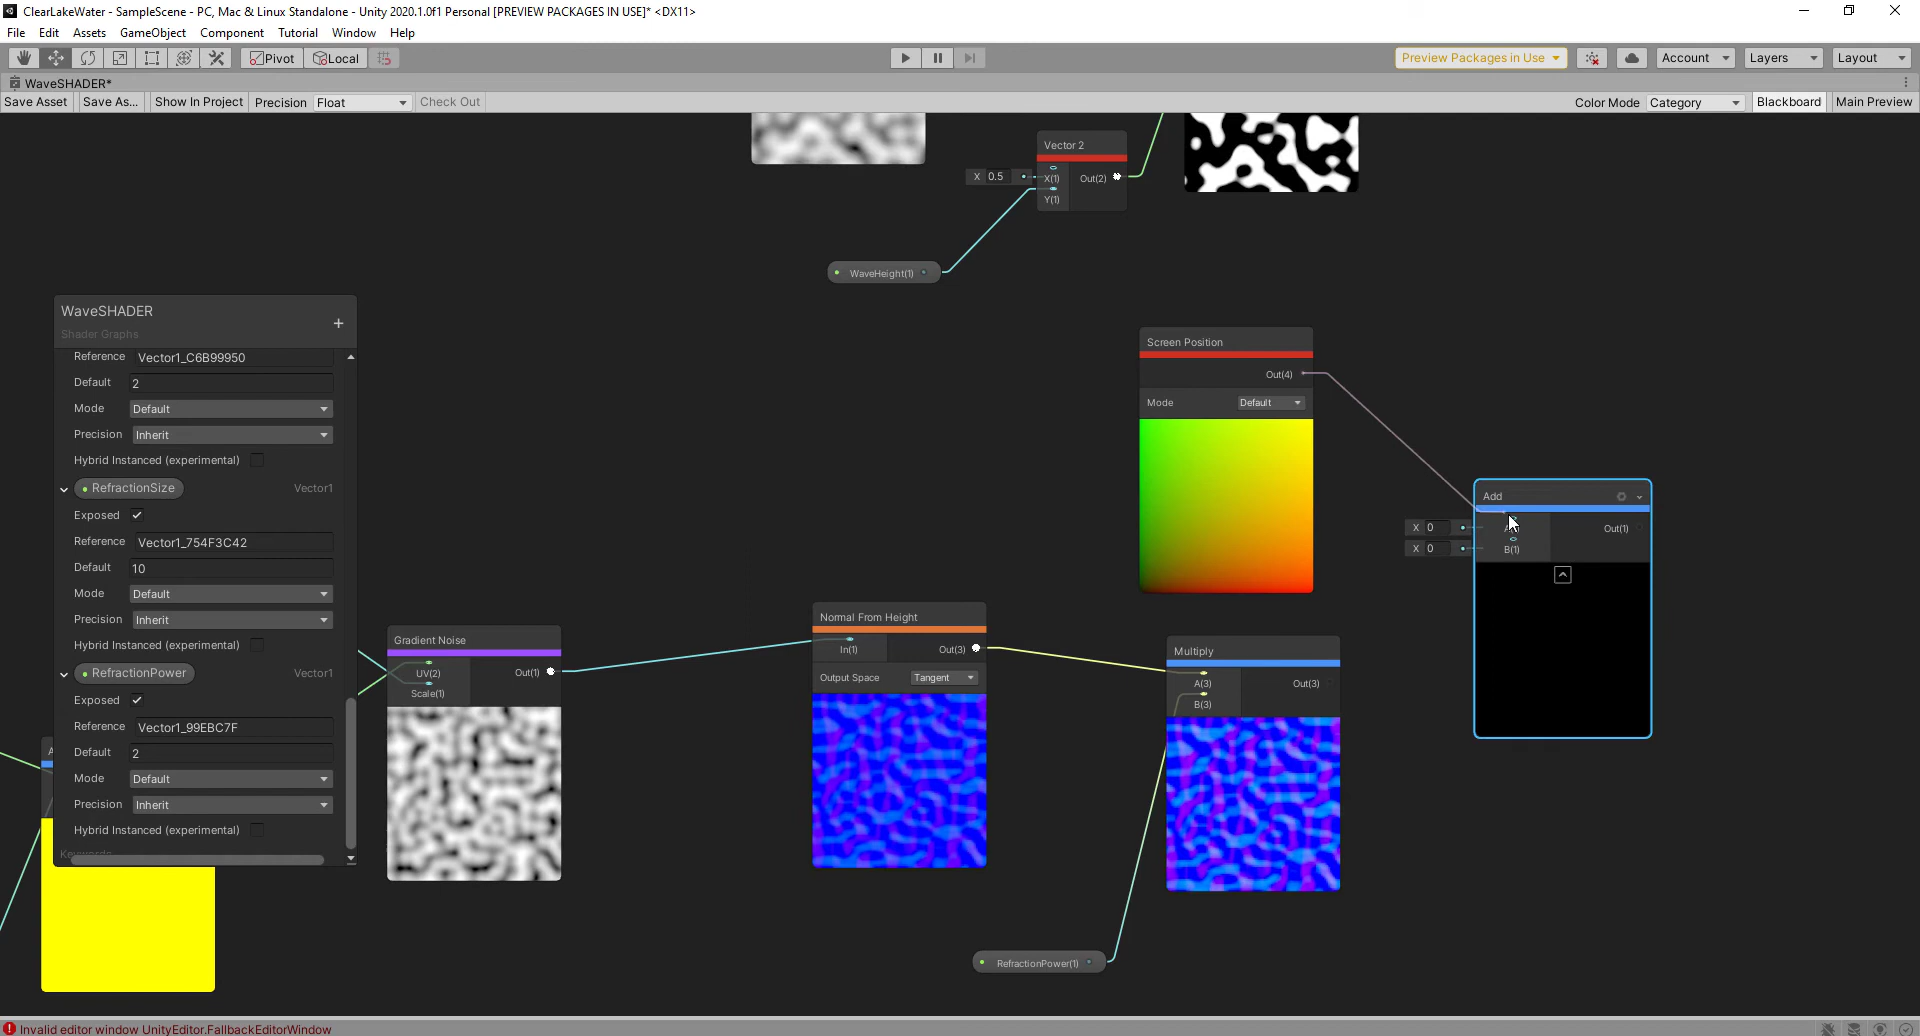 ClearLakeWater - SampleScene - PC, Mac & Linux Standalone - Unity 2020.1.0f1 Personal [PREVIEW PACKAGES IN USE]* <DX11>
File Edit Assets GameObject Component Tutorial Window Help
Pivot Local Preview Packages in Use Account Layers Layout
WaveSHADER*
Save Asset Save As... Show In Project Precision Float Check Out Color Mode Category Blackboard Main Preview
Vector 2
X 0.5 X(1) Out(2)
Y(1)
WaveHeight(1)
WaveSHADER
Shader Graphs
Reference Vector1_C6B99950
Default 2
Mode Default
Precision Inherit
Hybrid Instanced (experimental)
RefractionSize Vector1
Exposed
Reference Vector1_754F3C42
Default 10
Mode Default
Precision Inherit
Hybrid Instanced (experimental)
RefractionPower Vector1
Exposed
Reference Vector1_99EBC7F
Default 2
Mode Default
Precision Inherit
Hybrid Instanced (experimental)
Keywords
Screen Position
Out(4)
Mode Default
Add
X 0 Out(1)
X 0 B(1)
Gradient Noise
UV(2) Out(1)
Scale(1)
Normal From Height
In(1) Out(3)
Output Space Tangent
Multiply
A(3) Out(3)
B(3)
RefractionPower(1)
Invalid editor window UnityEditor.FallbackEditorWindow